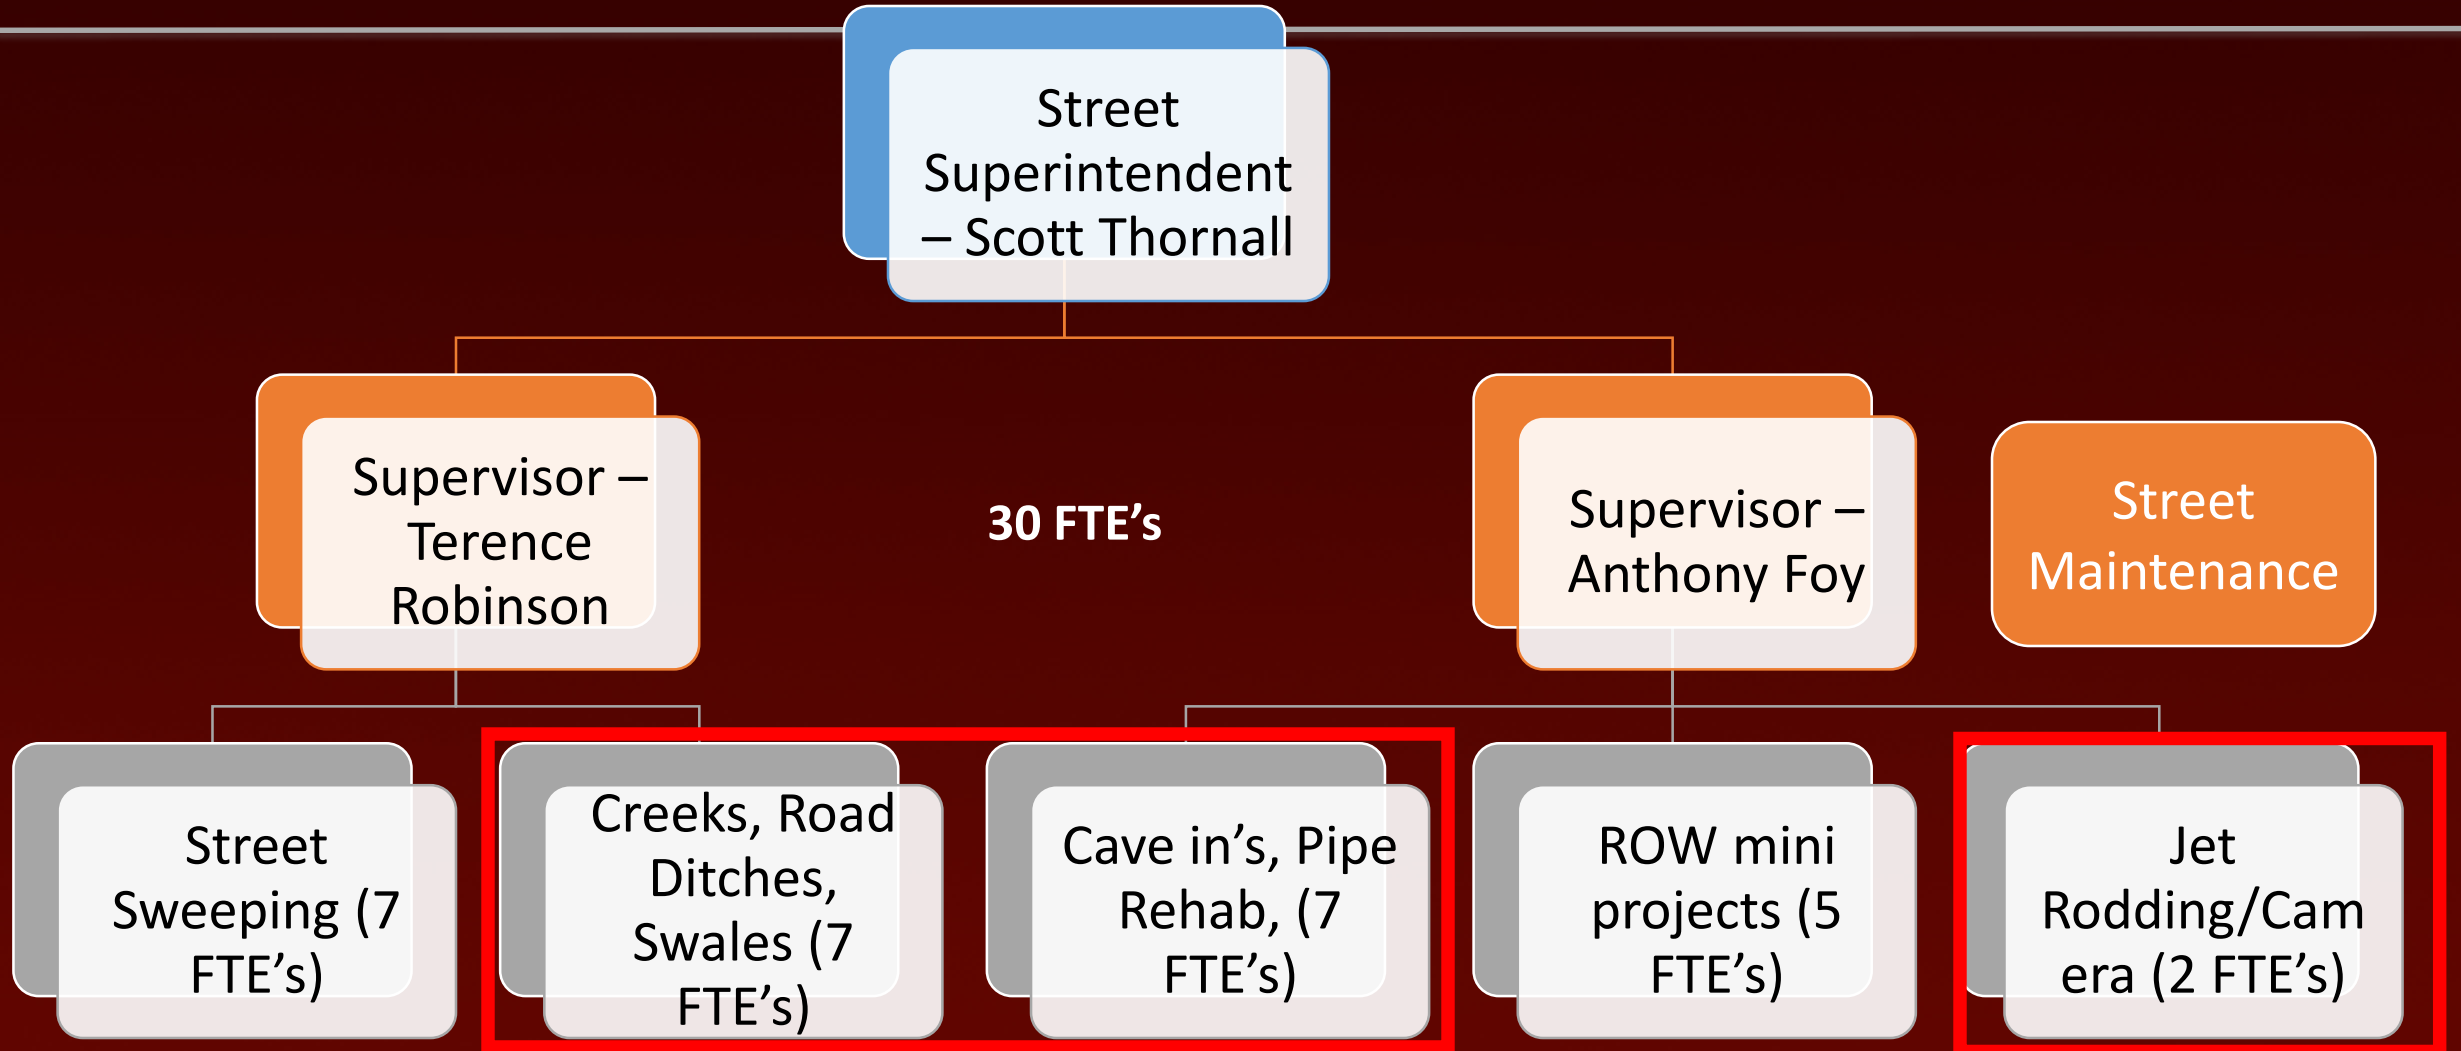 Street
Superintendent
– Scott Thornall
Supervisor –
Terence
Robinson
30 FTE’s
Supervisor –
Anthony Foy
Street
Maintenance
Street
Sweeping (7
FTE’s)
Creeks, Road
Ditches,
Swales (7
FTE’s)
Cave in’s, Pipe
Rehab, (7
FTE’s)
ROW mini
projects (5
FTE’s)
Jet
Rodding/Cam
era (2 FTE’s)